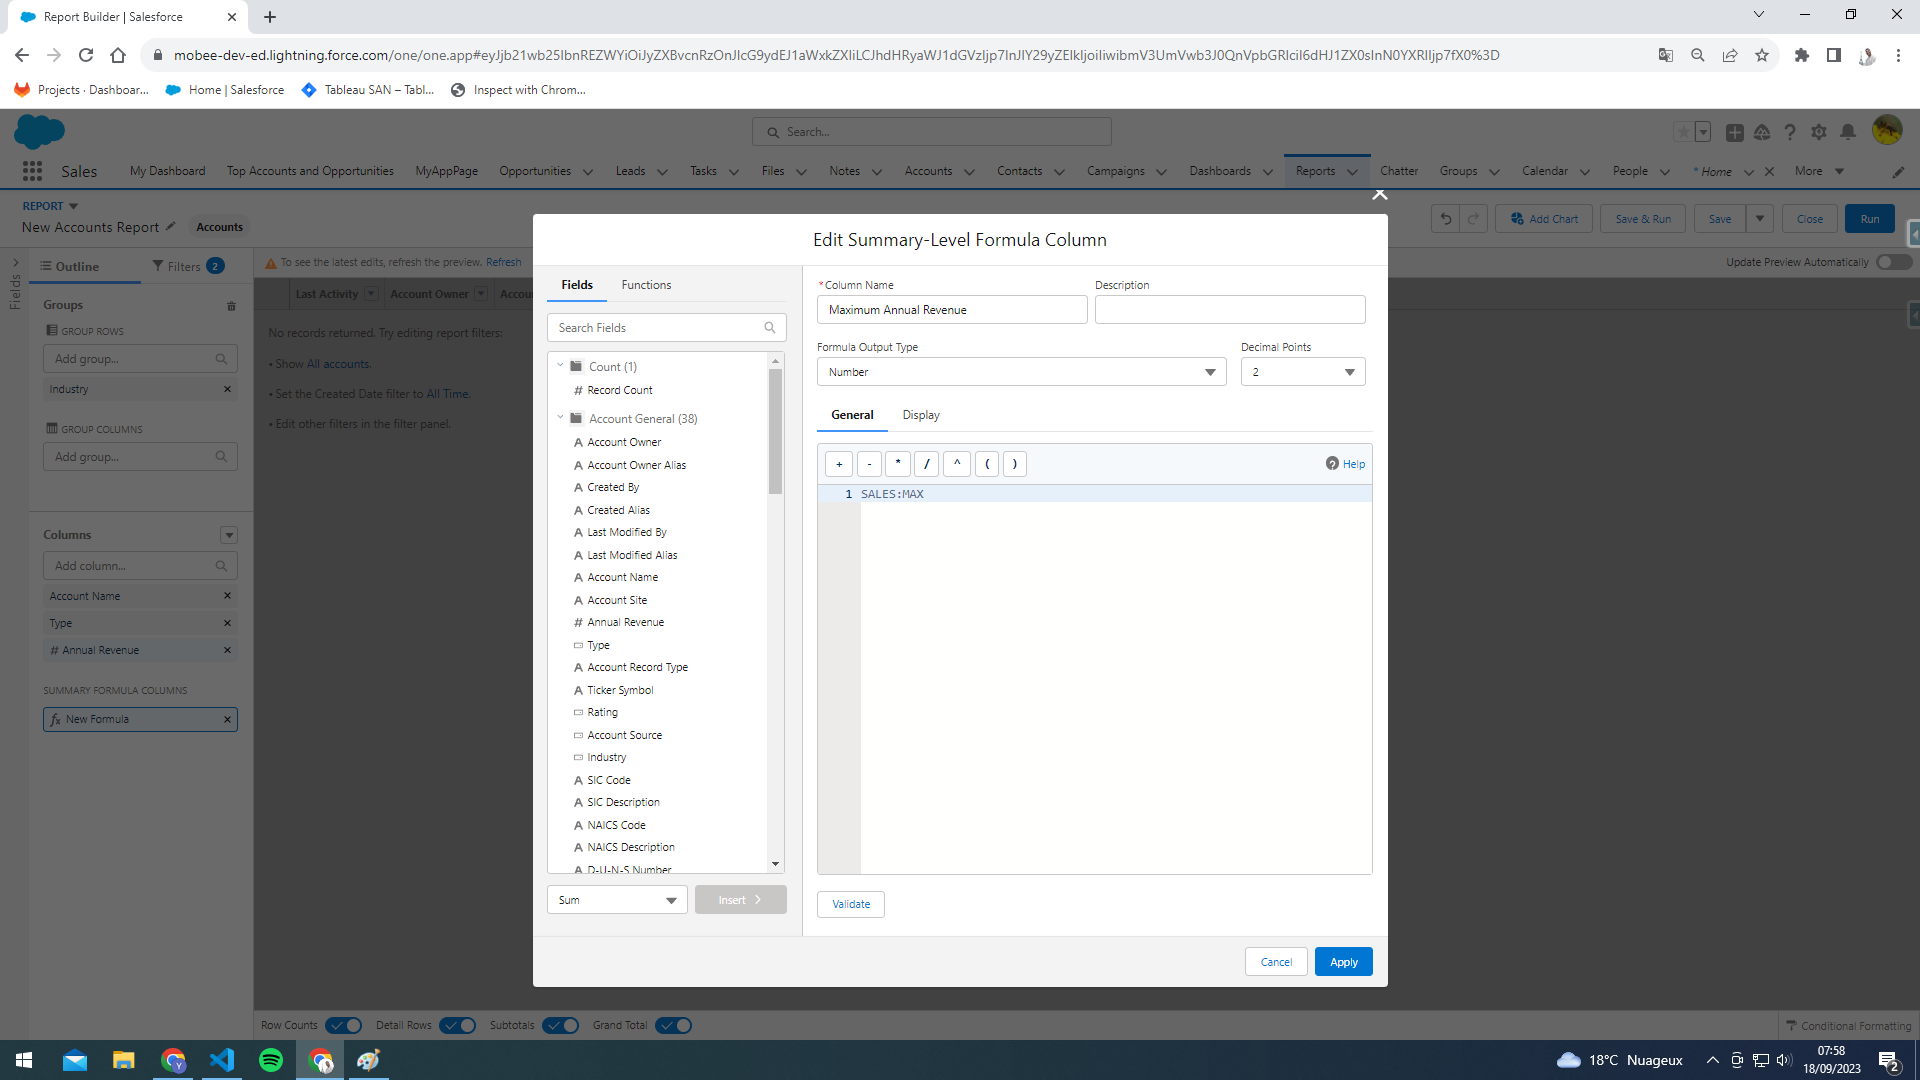 Report Builder | Salesforce
mobee-dev-ed.lightning.force.com/one/one.app#eyJjb21wb25lbnREZWYiOiJyZXBvcnRzOnJlcG9ydEJ1aWxkZXIiLCJhdHRyaWJ1dGVzIjp7InJlY29yZElkIjoiIiwibmV3UmVwb3J0QnVpbGRlciI6dHJ1ZX0sInN0YXRlIjp7fX0%3D
Projects · Dashboar...
Home | Salesforce
Tableau SAN – Tabl...
Inspect with Chrom...
Search...
Sales
My Dashboard
Top Accounts and Opportunities
MyAppPage
Opportunities
Leads
Tasks
Files
Notes
Accounts
Contacts
Campaigns
Dashboards
Reports
Chatter
Groups
Calendar
People
* Home
More
REPORT
New Accounts Report
Accounts
Add Chart
Save & Run
Save
Close
Run
Fields
Outline
Filters
2
To see the latest edits, refresh the preview. Refresh
Update Preview Automatically
Groups
GROUP ROWS
Add group...
Industry
GROUP COLUMNS
Add group...
Columns
Add column...
Account Name
Type
# Annual Revenue
SUMMARY FORMULA COLUMNS
fx New Formula
Last Activity
Account Owner
Accou
No records returned. Try editing report filters:
• Show All accounts.
• Set the Created Date filter to All Time.
• Edit other filters in the filter panel.
Edit Summary-Level Formula Column
Fields
Functions
Search Fields
Count (1)
# Record Count
Account General (38)
A Account Owner
A Account Owner Alias
A Created By
A Created Alias
A Last Modified By
A Last Modified Alias
A Account Name
A Account Site
# Annual Revenue
Type
A Account Record Type
A Ticker Symbol
Rating
Account Source
Industry
A SIC Code
A SIC Description
A NAICS Code
A NAICS Description
A D-U-N-S Number
Sum
Insert
*Column Name
Maximum Annual Revenue
Description
Formula Output Type
Number
Decimal Points
2
General
Display
+ - * / ^ ( )
Help
1 SALES:MAX
Validate
Cancel
Apply
Row Counts
Detail Rows
Subtotals
Grand Total
Conditional Formatting
18°C Nuageux
07:58
18/09/2023
2